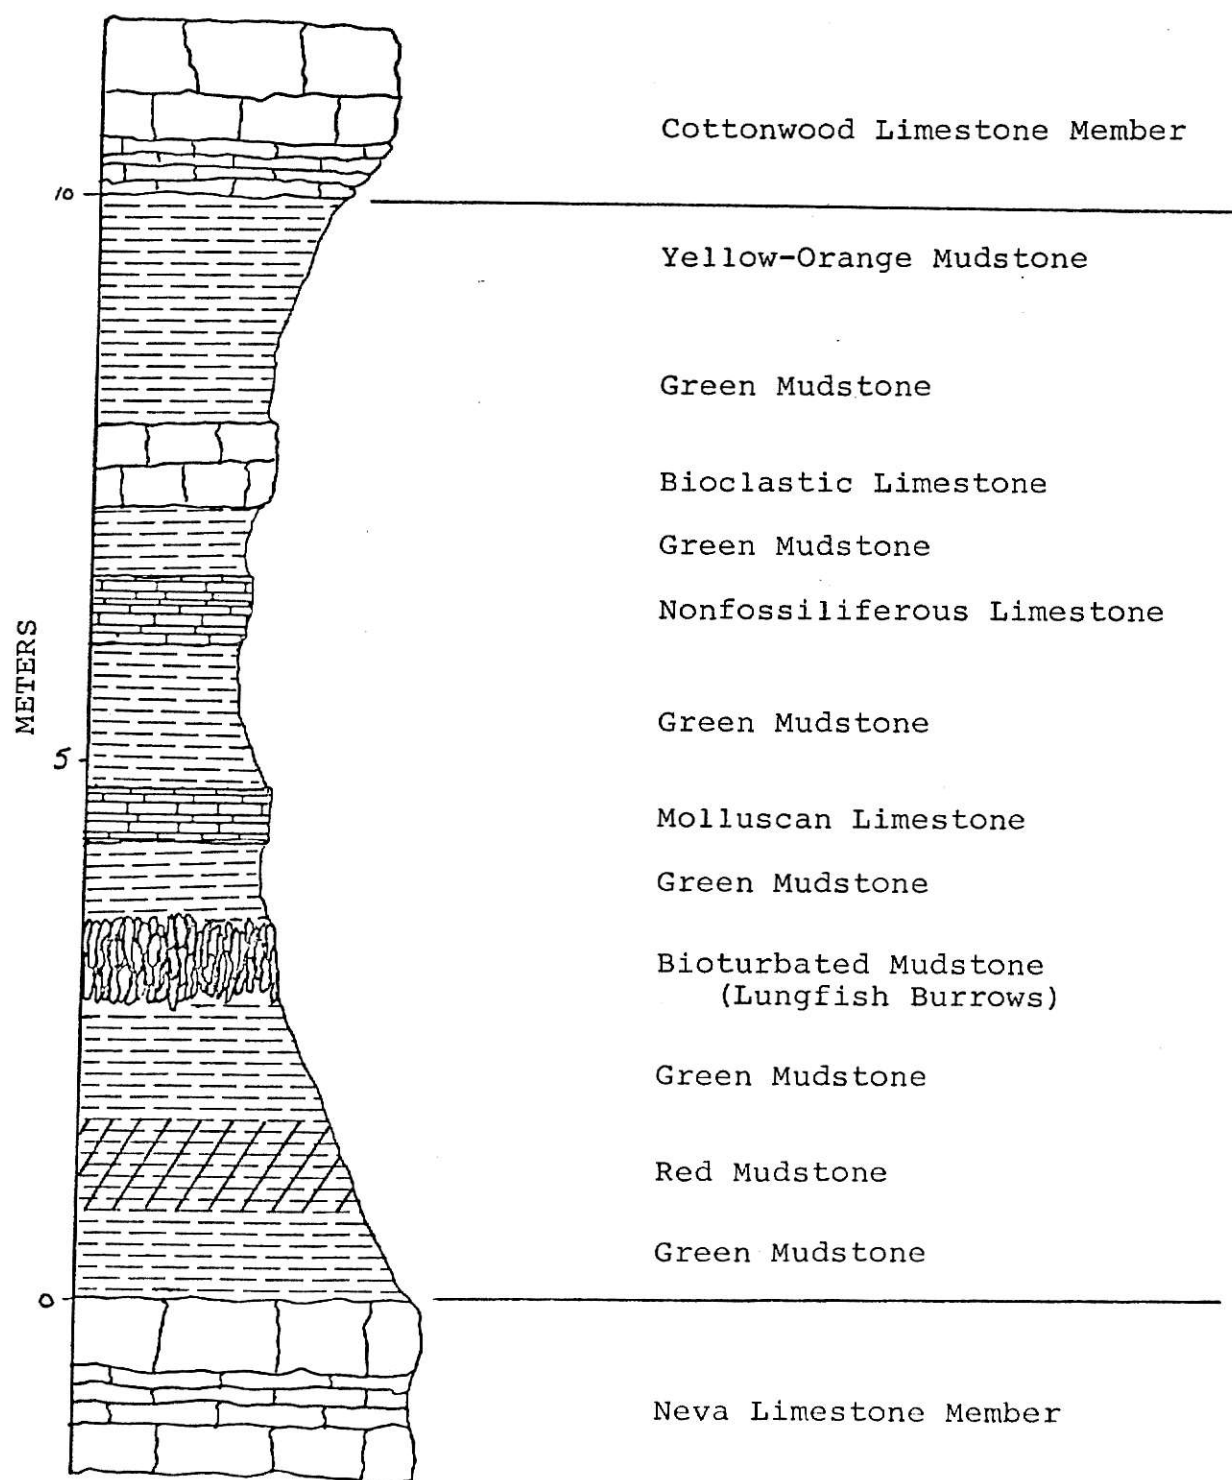 Cottonwood Limestone Member
10
Yellow-Orange Mudstone
Green Mudstone
Bioclastic Limestone
Green Mudstone
Nonfossiliferous Limestone
METERS
Green Mudstone
5
Molluscan Limestone
Green Mudstone
Bioturbated Mudstone
(Lungfish Burrows)
Green Mudstone
Red Mudstone
Green Mudstone
0
Neva Limestone Member